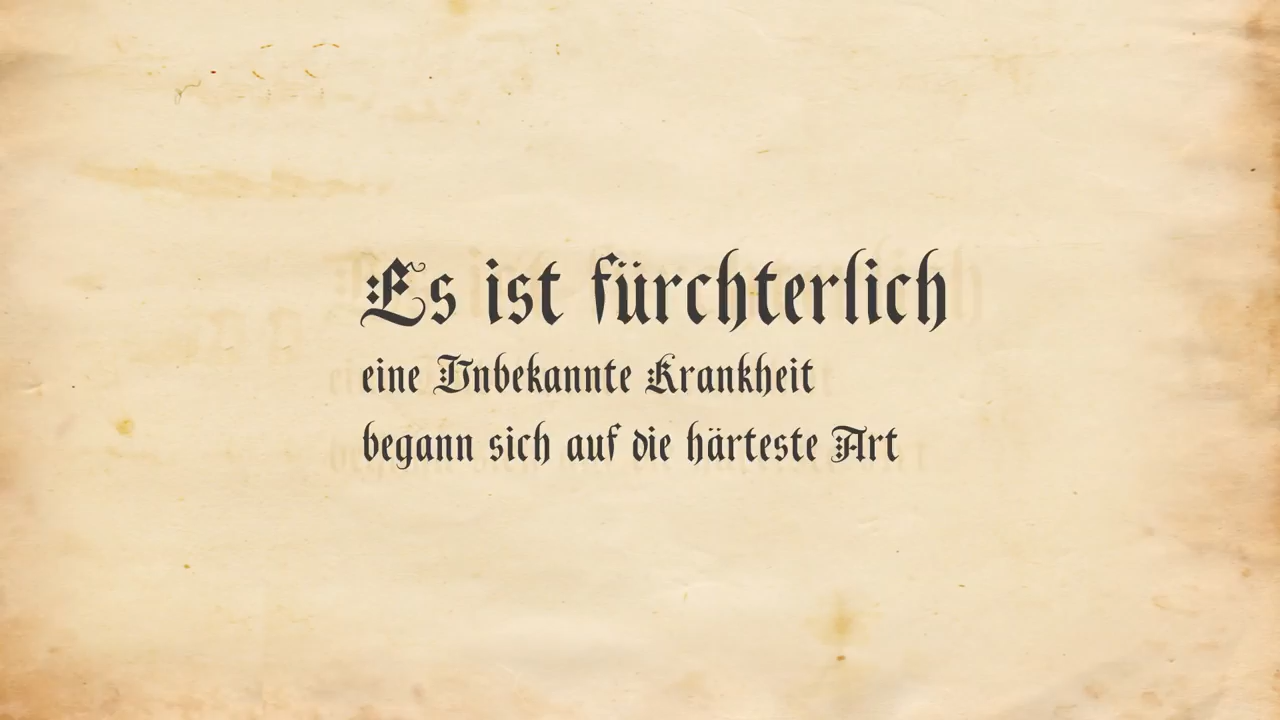 Es ist fürchterlich
eine Unbekannte Krankheit
begann sich auf die härteste Art